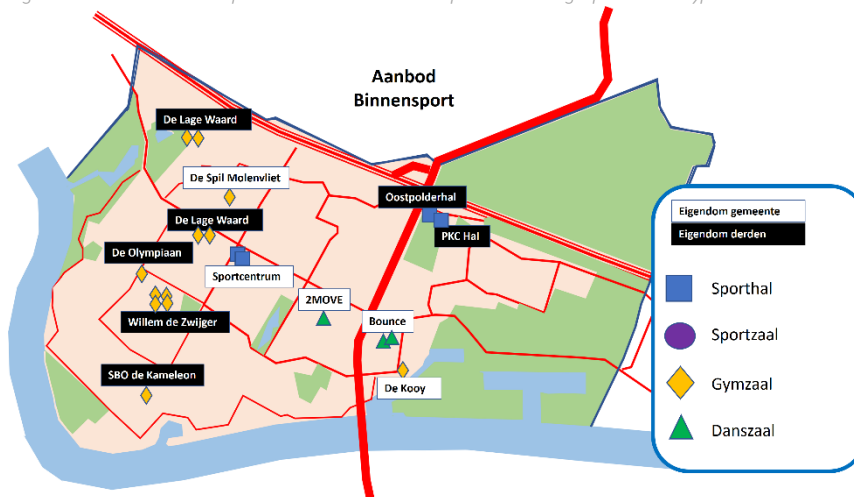 Aanbod
Binnensport
De Lage Waard
De Spil Molenvliet
Oostpolderhal
De Lage Waard
PKC Hal
De Olympiaan
Sportcentrum
2MOVE
Bounce
Willem de Zwijger
SBO de Kameleon
De Kooy
Eigendom gemeente
Eigendom derden
Sporthal
Sportzaal
Gymzaal
Danszaal